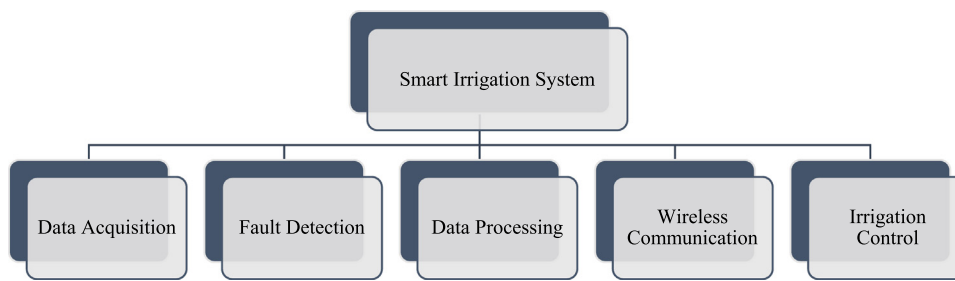 Smart Irrigation System
Data Acquisition
Fault Detection
Data Processing
Wireless
Communication
Irrigation
Control